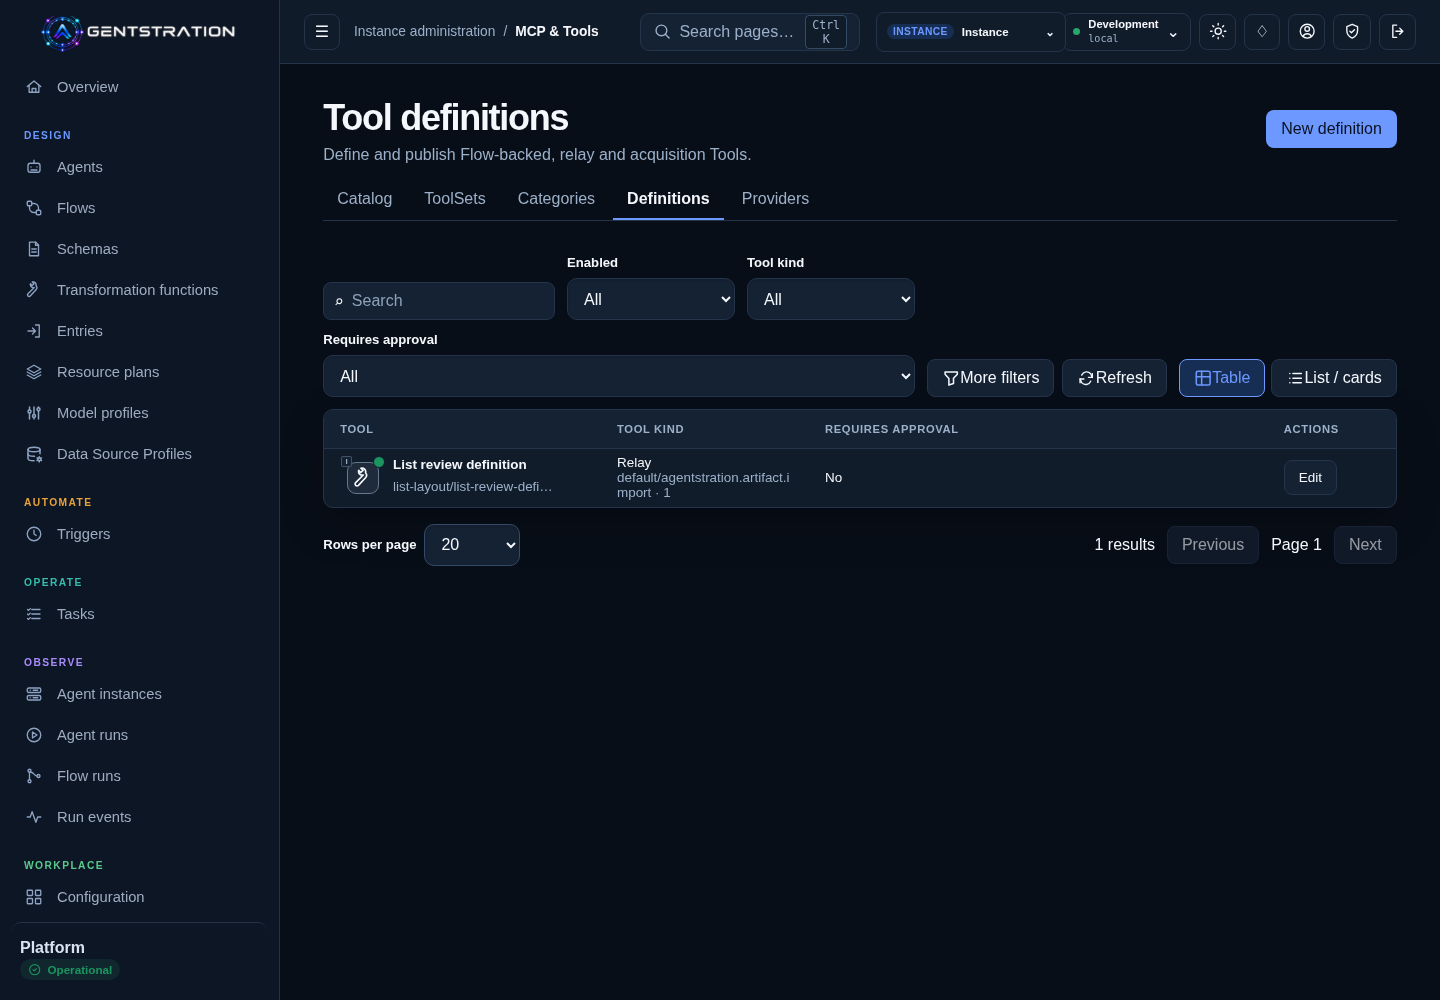 GENTSTRATION
Overview
DESIGN
Agents
Flows
Schemas
Transformation functions
Entries
Resource plans
Model profiles
Data Source Profiles
AUTOMATE
Triggers
OPERATE
Tasks
OBSERVE
Agent instances
Agent runs
Flow runs
Run events
WORKPLACE
Configuration
Platform
Operational
Instance administration / MCP & Tools
Search pages…
Ctrl
K
INSTANCE Instance
Development
local
Tool definitions
Define and publish Flow-backed, relay and acquisition Tools.
New definition
Catalog ToolSets Categories Definitions Providers
Enabled Tool kind
Search All All
Requires approval
All More filters Refresh Table List / cards
TOOL TOOL KIND REQUIRES APPROVAL ACTIONS
List review definition
list-layout/list-review-defi…
Relay
default/agentstration.artifact.i
mport · 1
No
Edit
Rows per page 20
1 results Previous Page 1 Next